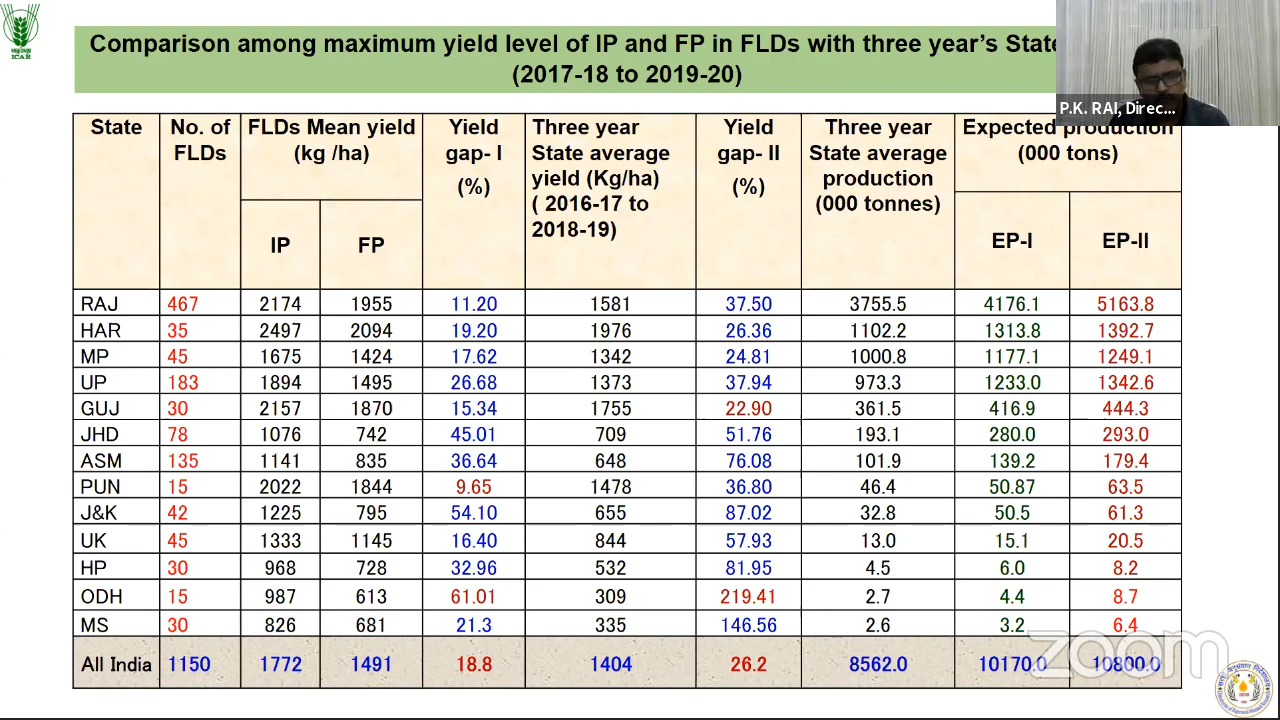 Comparison among maximum yield level of IP and FP in FLDs with three year's State
(2017-18 to 2019-20)
P.K. RAI, Direc...
ICAR
State | No. of FLDs | FLDs Mean yield (kg /ha) | Yield gap- I (%) | Three year State average yield (Kg/ha) ( 2016-17 to 2018-19) | Yield gap- II (%) | Three year State average production (000 tonnes) | Expected production (000 tons)
IP | FP | EP-I | EP-II
RAJ 467 2174 1955 11.20 1581 37.50 3755.5 4176.1 5163.8
HAR 35 2497 2094 19.20 1976 26.36 1102.2 1313.8 1392.7
MP 45 1675 1424 17.62 1342 24.81 1000.8 1177.1 1249.1
UP 183 1894 1495 26.68 1373 37.94 973.3 1233.0 1342.6
GUJ 30 2157 1870 15.34 1755 22.90 361.5 416.9 444.3
JHD 78 1076 742 45.01 709 51.76 193.1 280.0 293.0
ASM 135 1141 835 36.64 648 76.08 101.9 139.2 179.4
PUN 15 2022 1844 9.65 1478 36.80 46.4 50.87 63.5
J&K 42 1225 795 54.10 655 87.02 32.8 50.5 61.3
UK 45 1333 1145 16.40 844 57.93 13.0 15.1 20.5
HP 30 968 728 32.96 532 81.95 4.5 6.0 8.2
ODH 15 987 613 61.01 309 219.41 2.7 4.4 8.7
MS 30 826 681 21.3 335 146.56 2.6 3.2 6.4
All India 1150 1772 1491 18.8 1404 26.2 8562.0 10170.0 10800.0
zoom